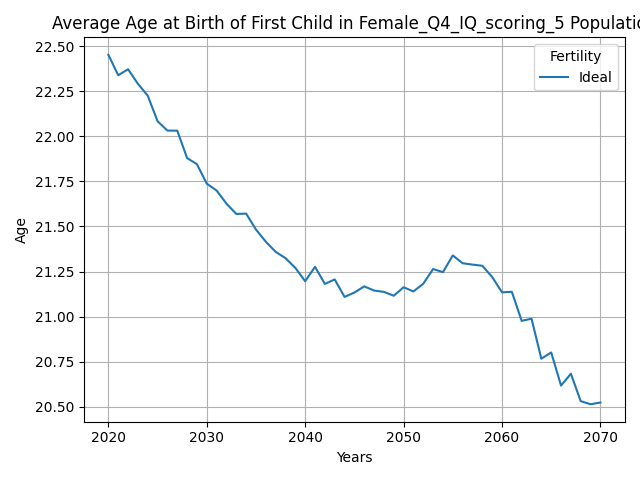 Average Age at Birth of First Child in Female_Q4_IQ_scoring_5
Fertility
Ideal
22.50
22.25
22.00
21.75
21.50
21.25
21.00
20.75
20.50
Age
2020 2030 2040 2050 2060 2070
Years